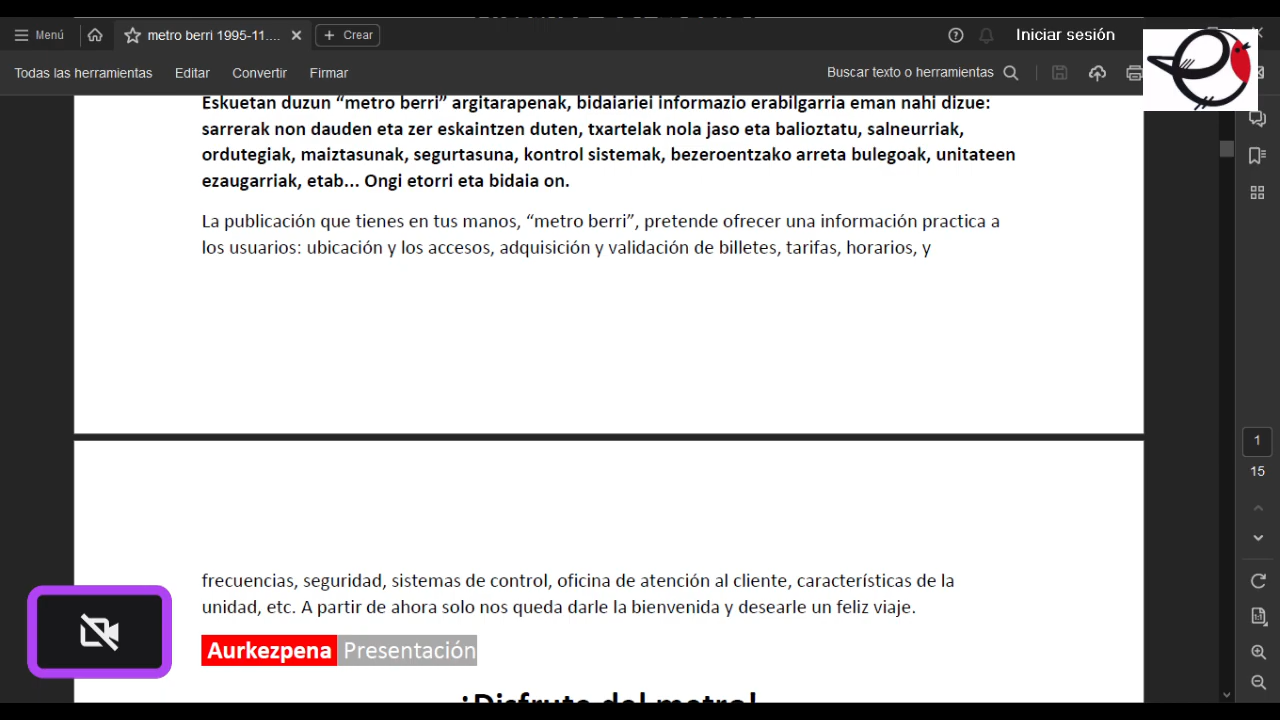 Menú
metro berri 1995-11....
Crear
Iniciar sesión
Todas las herramientas
Editar
Convertir
Firmar
Buscar texto o herramientas
Eskuetan duzun “metro berri” argitarapenak, bidaiariei informazio erabilgarria eman nahi dizue:
sarrerak non dauden eta zer eskaintzen duten, txartelak nola jaso eta balioztatu, salneurriak,
ordutegiak, maiztasunak, segurtasuna, kontrol sistemak, bezeroentzako arreta bulegoak, unitateen
ezaugarriak, etab... Ongi etorri eta bidaia on.
La publicación que tienes en tus manos, “metro berri”, pretende ofrecer una información practica a
los usuarios: ubicación y los accesos, adquisición y validación de billetes, tarifas, horarios, y
1
15
frecuencias, seguridad, sistemas de control, oficina de atención al cliente, características de la
unidad, etc. A partir de ahora solo nos queda darle la bienvenida y desearle un feliz viaje.
Aurkezpena Presentación
¡Disfrute del metro!